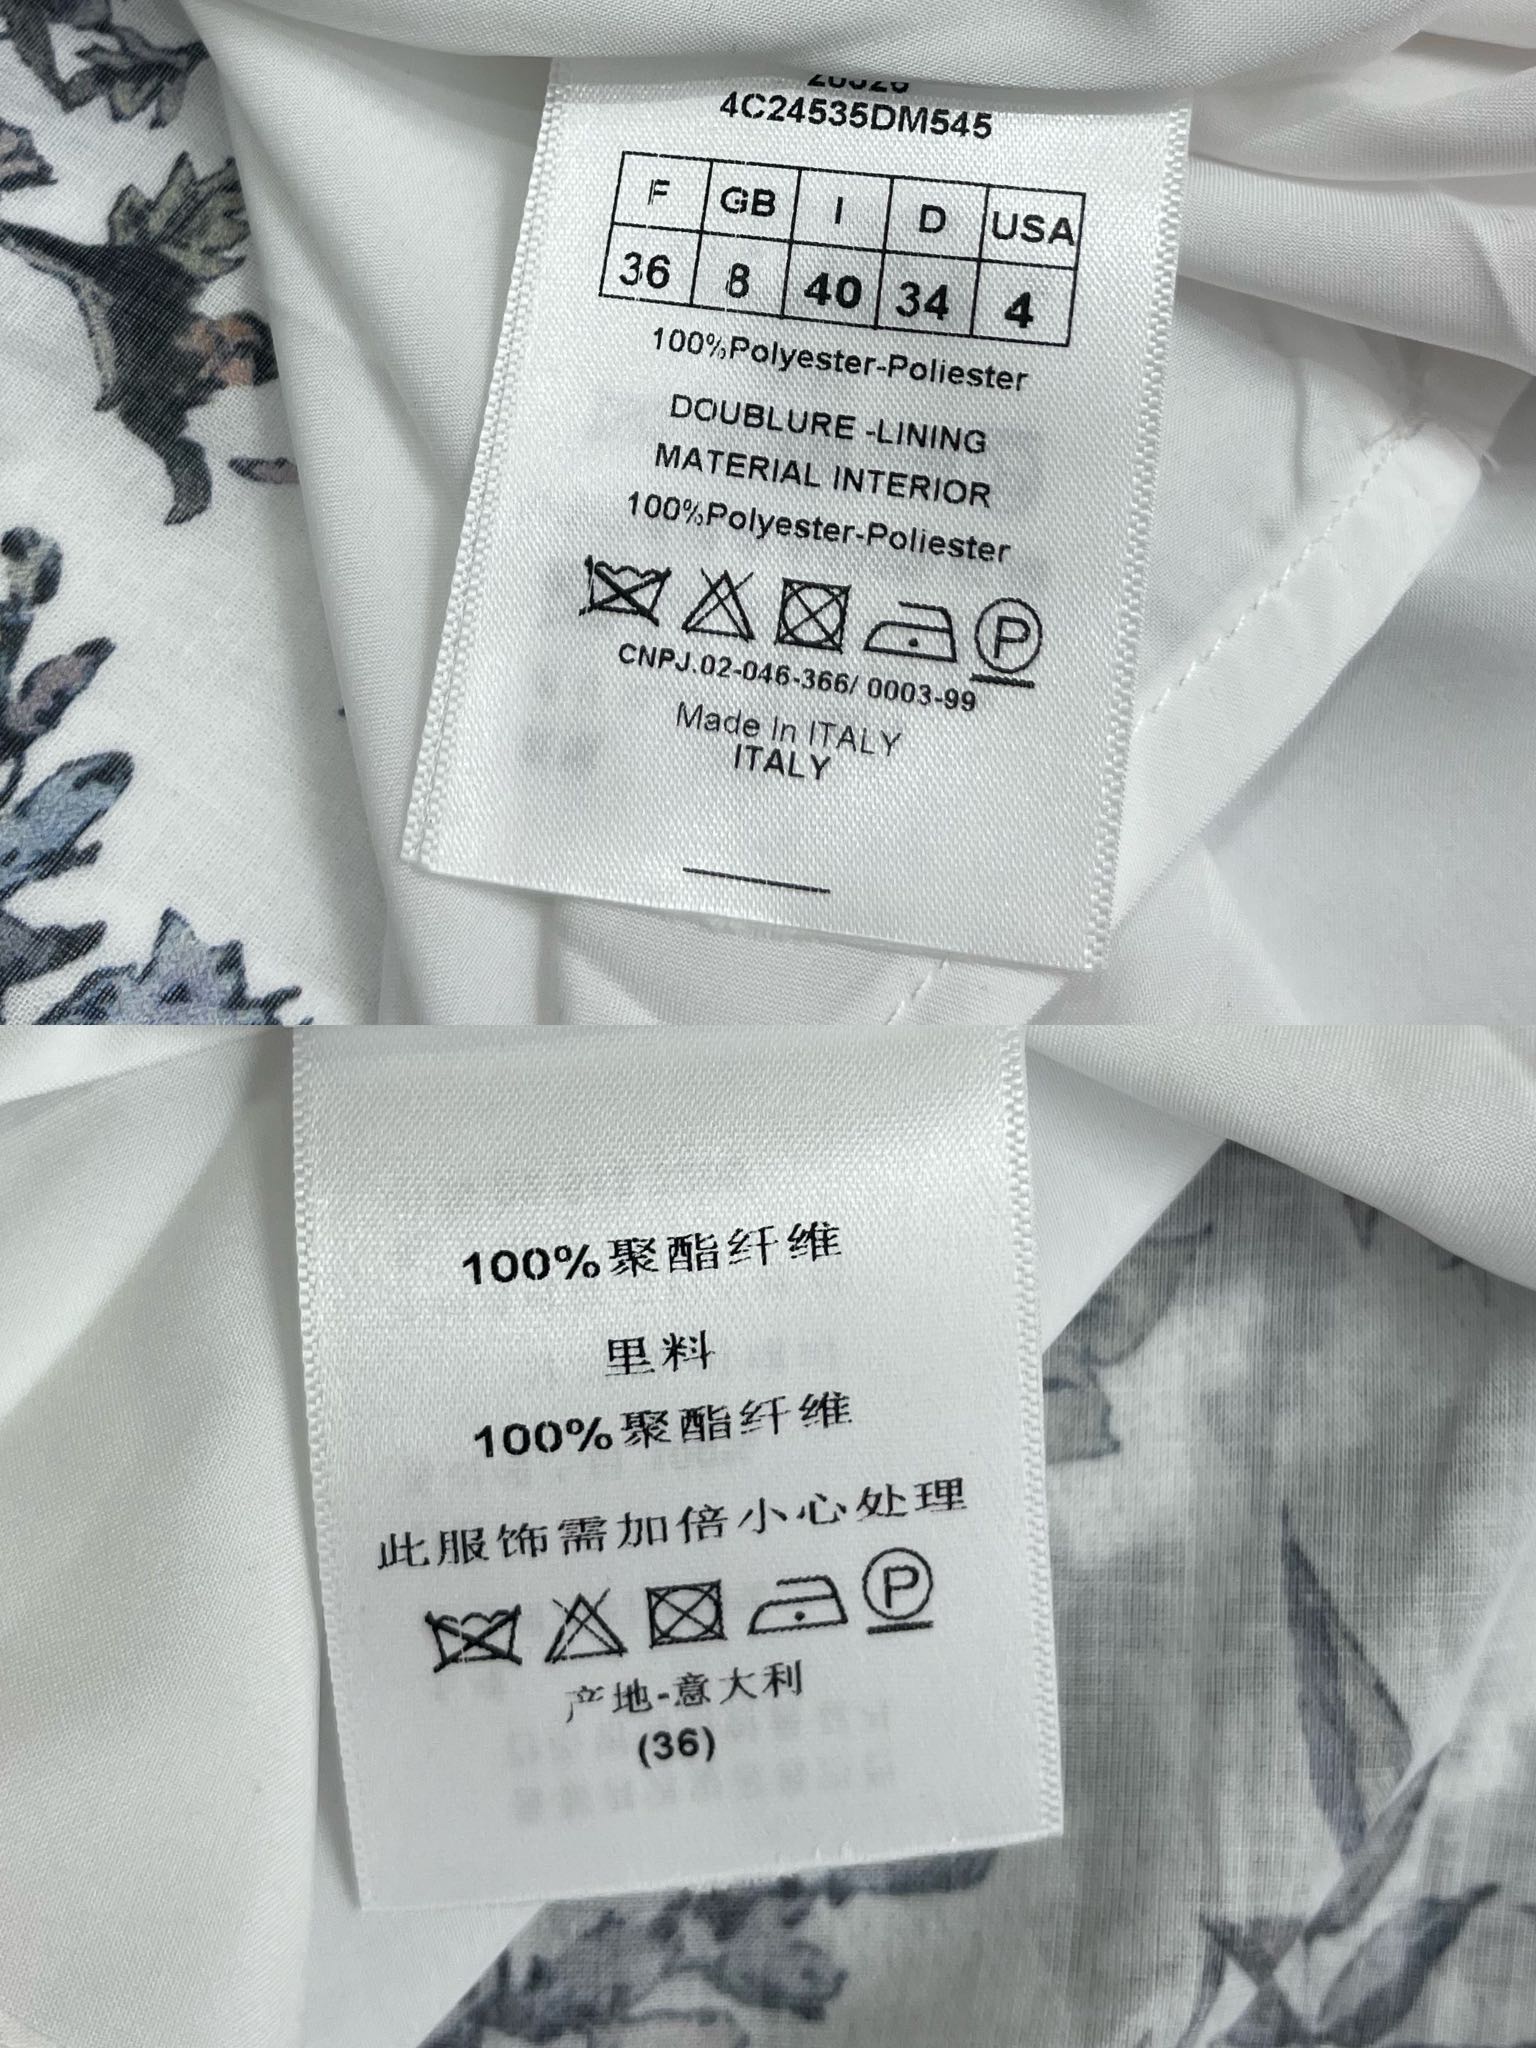 4C24535DM545
F GB I D USA
36 8 40 34 4
100%Polyester-Poliester
DOUBLURE -LINING
MATERIAL INTERIOR
100%Polyester-Poliester
P
CNPJ.02-046-366/ 0003-99
Made In ITALY
ITALY
100%聚酯纤维
里料
100%聚酯纤维
此服饰需加倍小心处理
P
产地-意大利
(36)